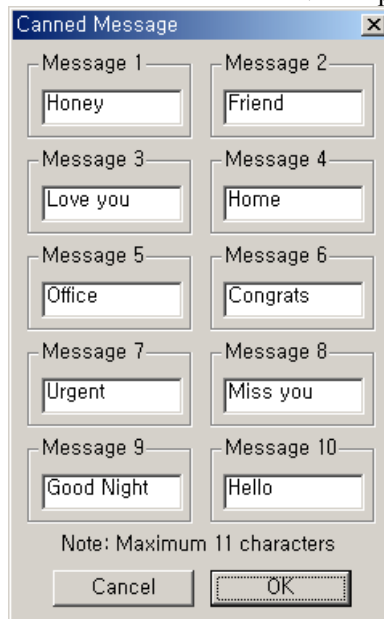 Canned Message
Message 1 Message 2
Honey Friend
Message 3 Message 4
Love you Home
Message 5 Message 6
Office Congrats
Message 7 Message 8
Urgent Miss you
Message 9 Message 10
Good Night Hello
Note: Maximum 11 characters
Cancel OK